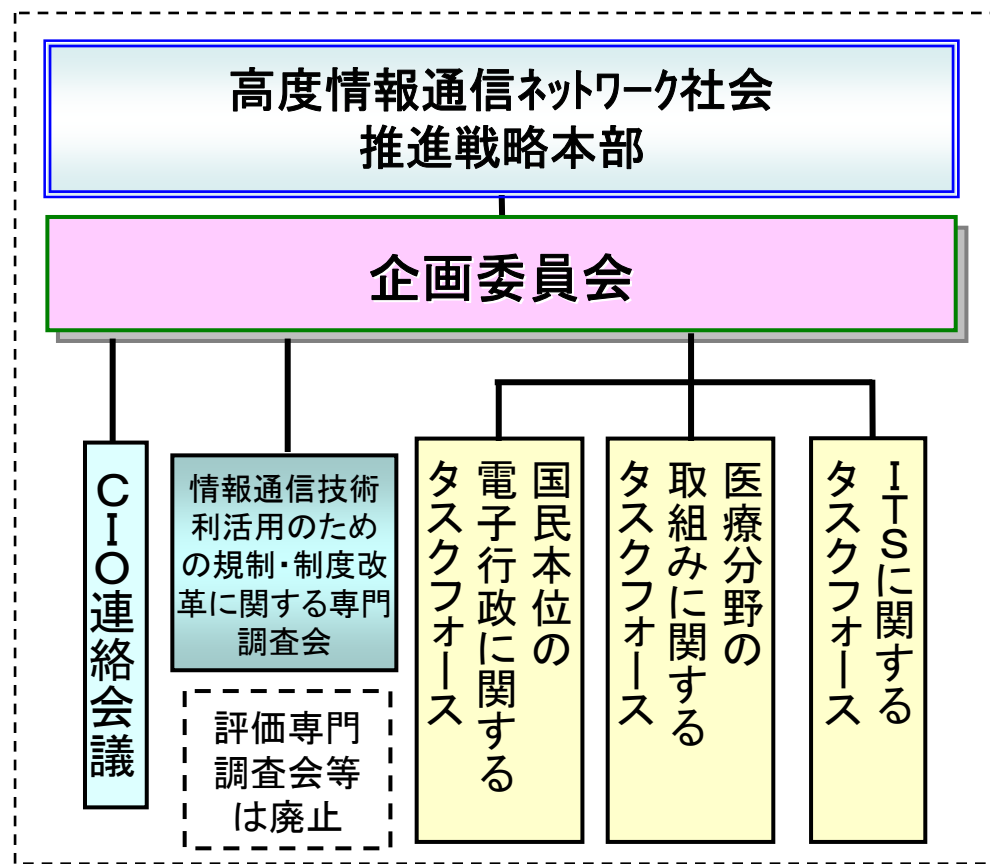 高度情報通信ネットワーク社会
推進戦略本部
企画委員会
CIO連絡会議
情報通信技術
利活用のため
の規制・制度改
革に関する専門
調査会
評価専門
調査会等
は廃止
国民本位の
電子行政に関する
タスクフォース
医療分野の
取組みに関する
タスクフォース
ITSに関する
タスクフォース